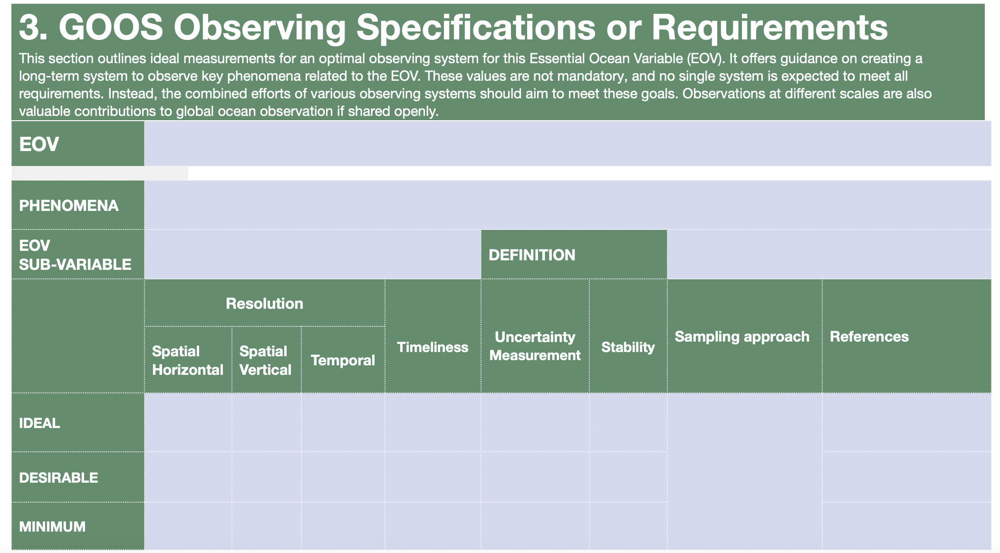 3. GOOS Observing Specifications or Requirements
This section outlines ideal measurements for an optimal observing system for this Essential Ocean Variable (EOV). It offers guidance on creating a
long-term system to observe key phenomena related to the EOV. These values are not mandatory, and no single system is expected to meet all
requirements. Instead, the combined efforts of various observing systems should aim to meet these goals. Observations at different scales are also
valuable contributions to global ocean observation if shared openly.
EOV
PHENOMENA
EOV
SUB-VARIABLE
DEFINITION
Resolution
Spatial
Horizontal
Spatial
Vertical
Temporal
Timeliness
Uncertainty
Measurement
Stability
Sampling approach
References
IDEAL
DESIRABLE
MINIMUM